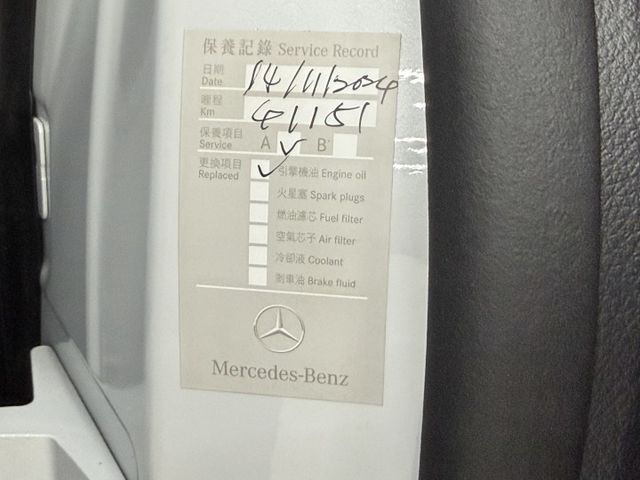 保養記錄 Service Record
日期 14/11/2024
Date
哩程 41151
Km
保養項目
Service A ✓ B
更換項目 ✓ 引擎機油 Engine oil
Replaced
火星塞 Spark plugs
燃油濾芯 Fuel filter
空氣芯子 Air filter
冷卻液 Coolant
剎車油 Brake fluid
Mercedes-Benz